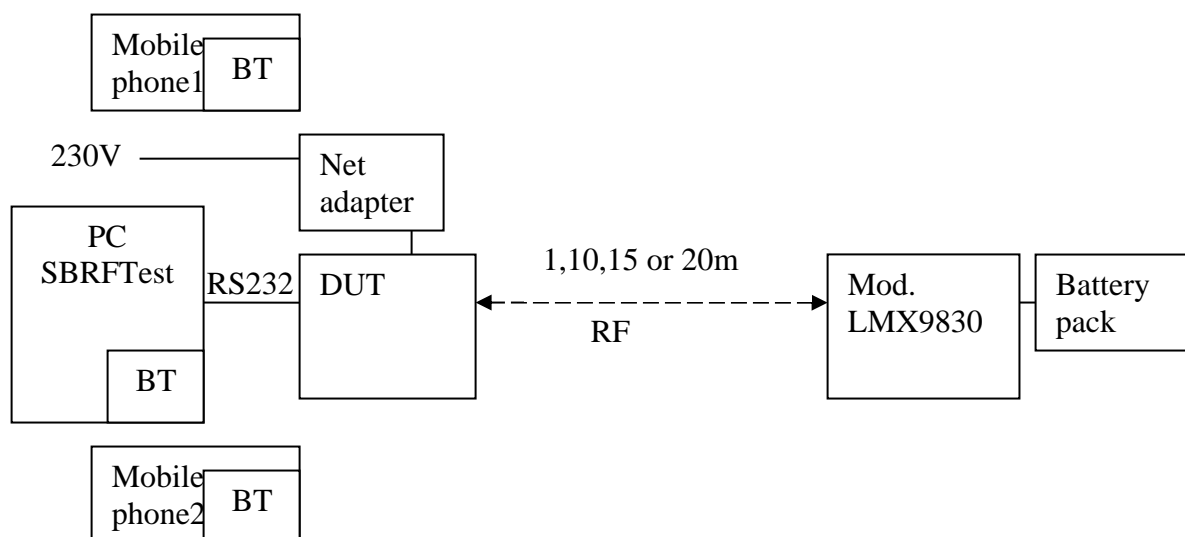 Mobile
phone1
BT
230V
Net
adapter
PC
SBRFTest
RS232
DUT
1,10,15 or 20m
RF
Mod.
LMX9830
Battery
pack
BT
Mobile
phone2
BT